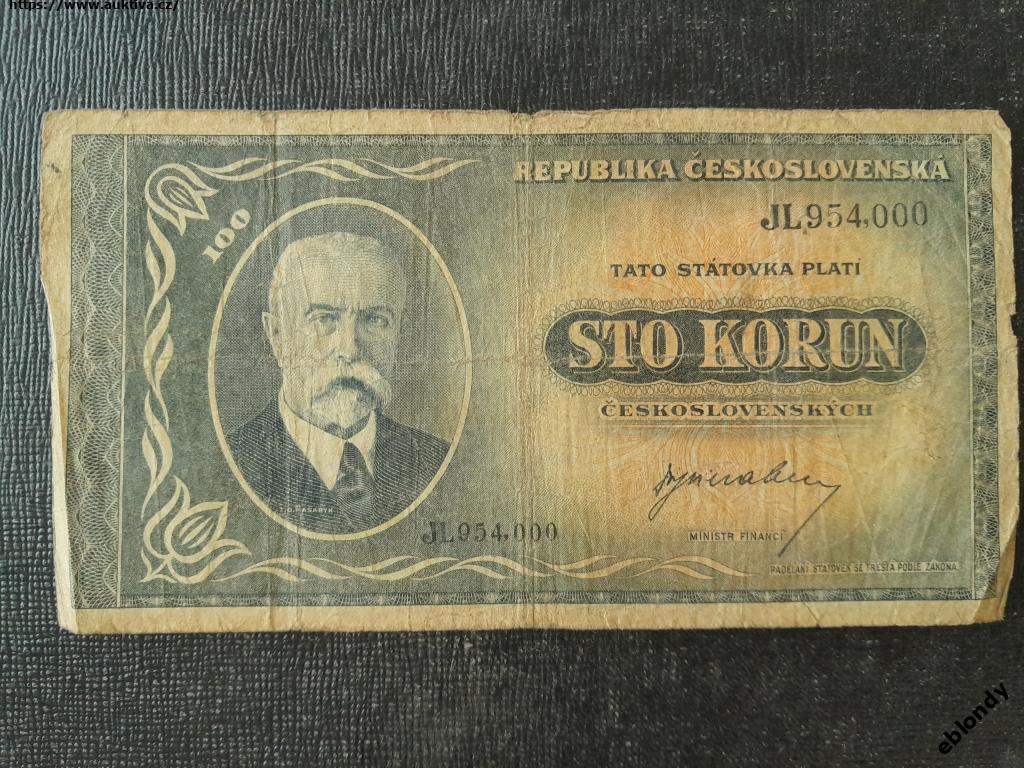 https://www.auktiva.cz/
REPUBLIKA ČESKOSLOVENSKÁ
100
JL954,000
TATO STÁTOVKA PLATÍ
STO KORUN
ČESKOSLOVENSKÝCH
T.G. MASARYK
JL954,000
MINISTR FINANCÍ
PADĚLÁNÍ STÁTOVEK SE TRESTÁ PODLE ZÁKONA
eblondy